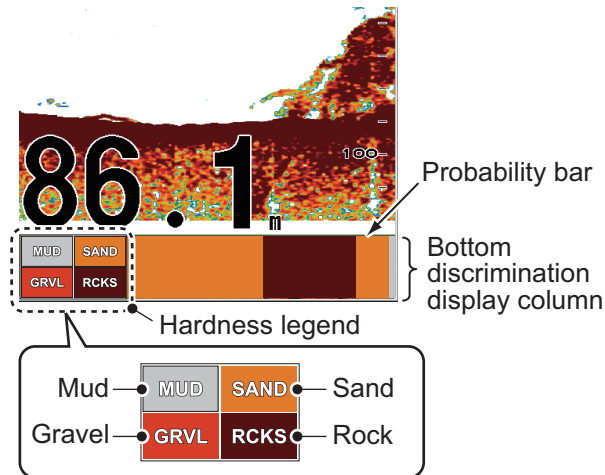 100
86.1m
Probability bar
MUD SAND
GRVL RCKS
Bottom
discrimination
display column
Hardness legend
Mud MUD SAND Sand
Gravel GRVL RCKS Rock